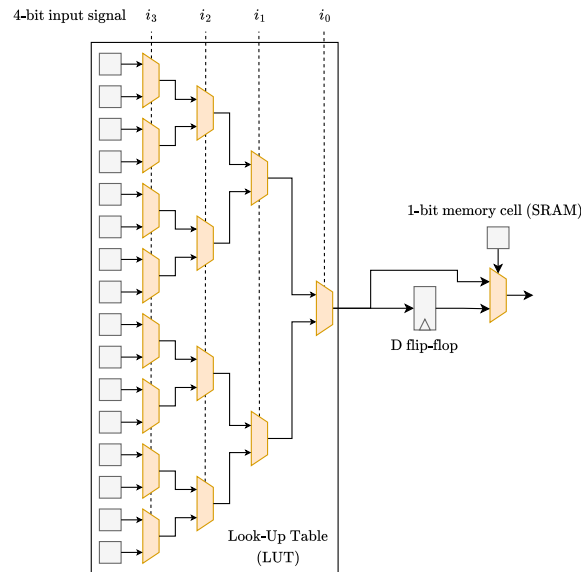 4-bit input signal i₃ i₂ i₁ i₀
1-bit memory cell (SRAM)
D flip-flop
Look-Up Table
(LUT)